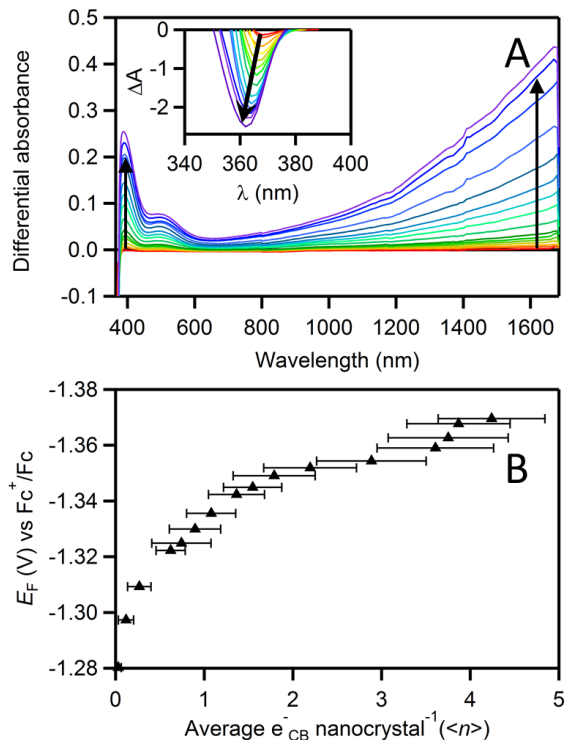 A
Differential absorbance
0.5
0.4
0.3
0.2
0.1
0.0
-0.1
400 600 800 1000 1200 1400 1600
Wavelength (nm)
ΔA
0
-1
-2
340 360 380 400
λ (nm)
B
E_F (V) vs Fc⁺/Fc
-1.38
-1.36
-1.34
-1.32
-1.30
-1.28
0 1 2 3 4 5
Average e⁻CB nanocrystal⁻¹ (<n>)